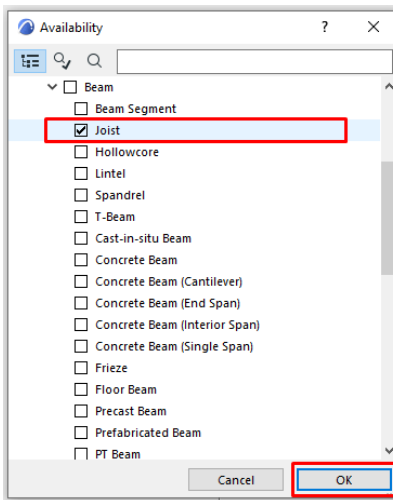 Availability
Beam
Beam Segment
Joist
Hollowcore
Lintel
Spandrel
T-Beam
Cast-in-situ Beam
Concrete Beam
Concrete Beam (Cantilever)
Concrete Beam (End Span)
Concrete Beam (Interior Span)
Concrete Beam (Single Span)
Frieze
Floor Beam
Precast Beam
Prefabricated Beam
PT Beam
Cancel OK